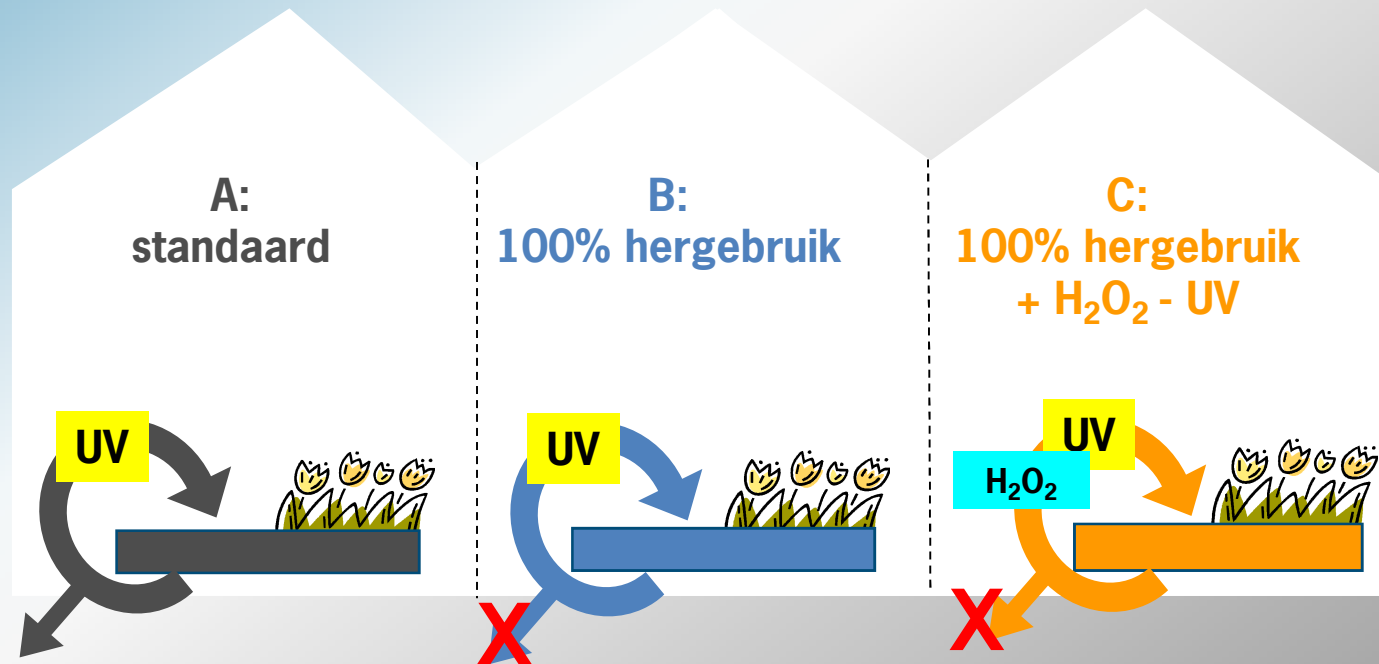 A:
standaard
B:
100% hergebruik
C:
100% hergebruik
+ H₂O₂ - UV
UV
UV
UV
H₂O₂
X
X